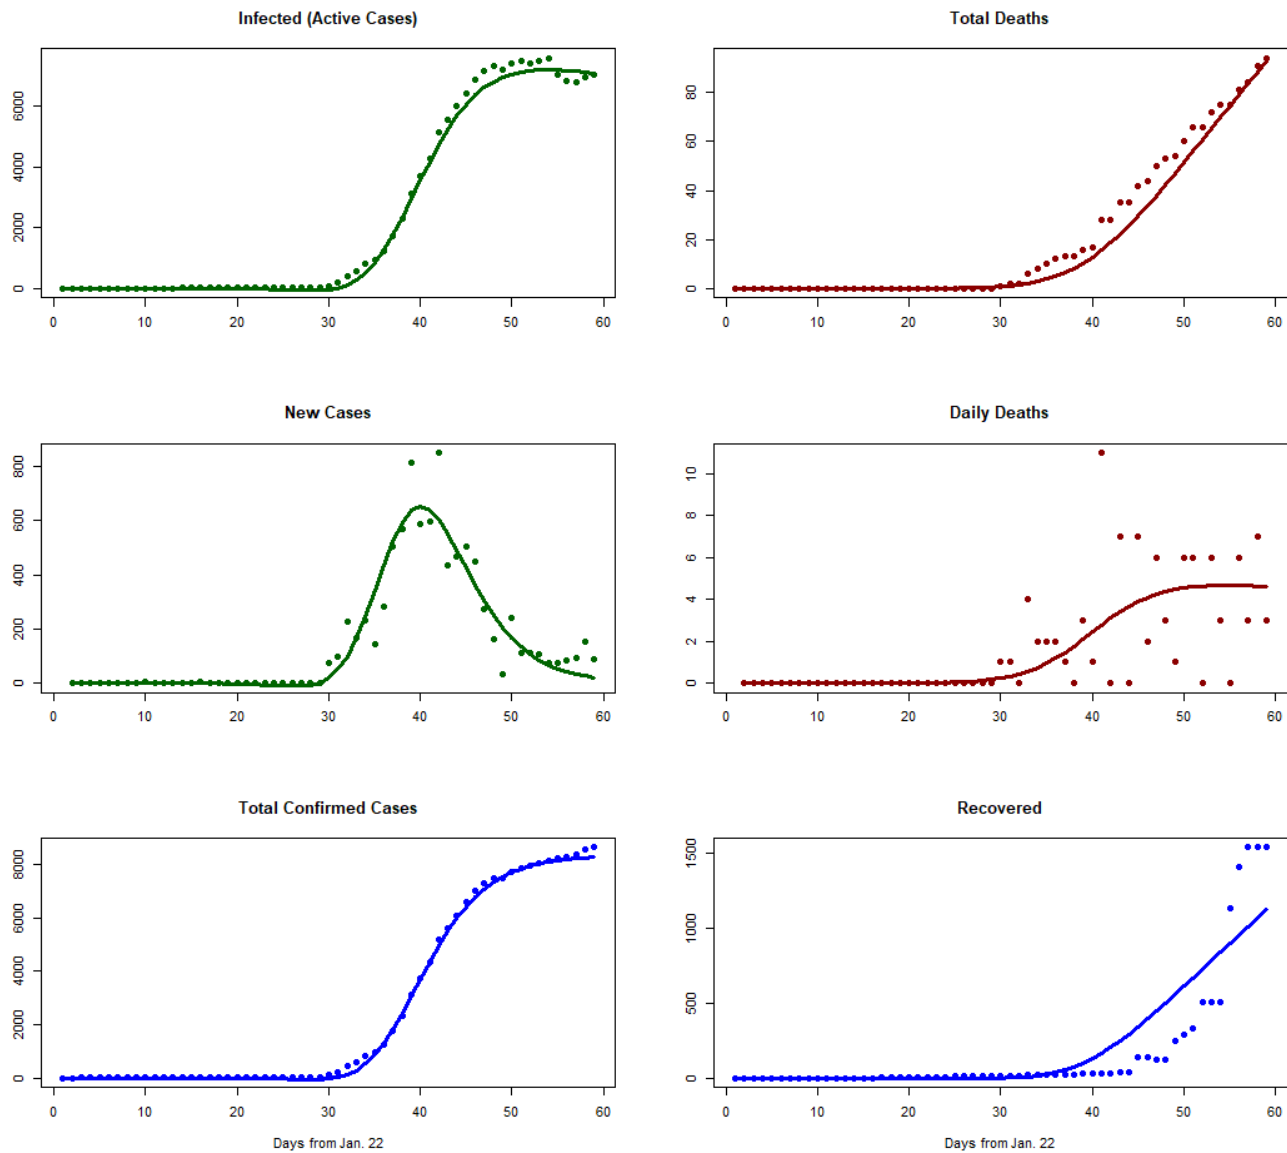 Infected (Active Cases)
6000
4000
2000
0
0 10 20 30 40 50 60
Total Deaths
80
60
40
20
0
0 10 20 30 40 50 60
New Cases
800
600
400
200
0
0 10 20 30 40 50 60
Daily Deaths
10
8
6
4
2
0
0 10 20 30 40 50 60
Total Confirmed Cases
8000
6000
4000
2000
0
0 10 20 30 40 50 60
Days from Jan. 22
Recovered
1500
1000
500
0
0 10 20 30 40 50 60
Days from Jan. 22